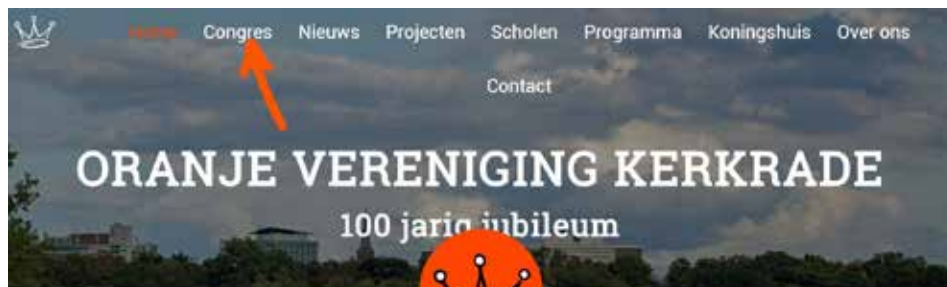 Home Congres Nieuws Projecten Scholen Programma Koningshuis Over ons
Contact
ORANJE VERENIGING KERKRADE
100 jarig jubileum